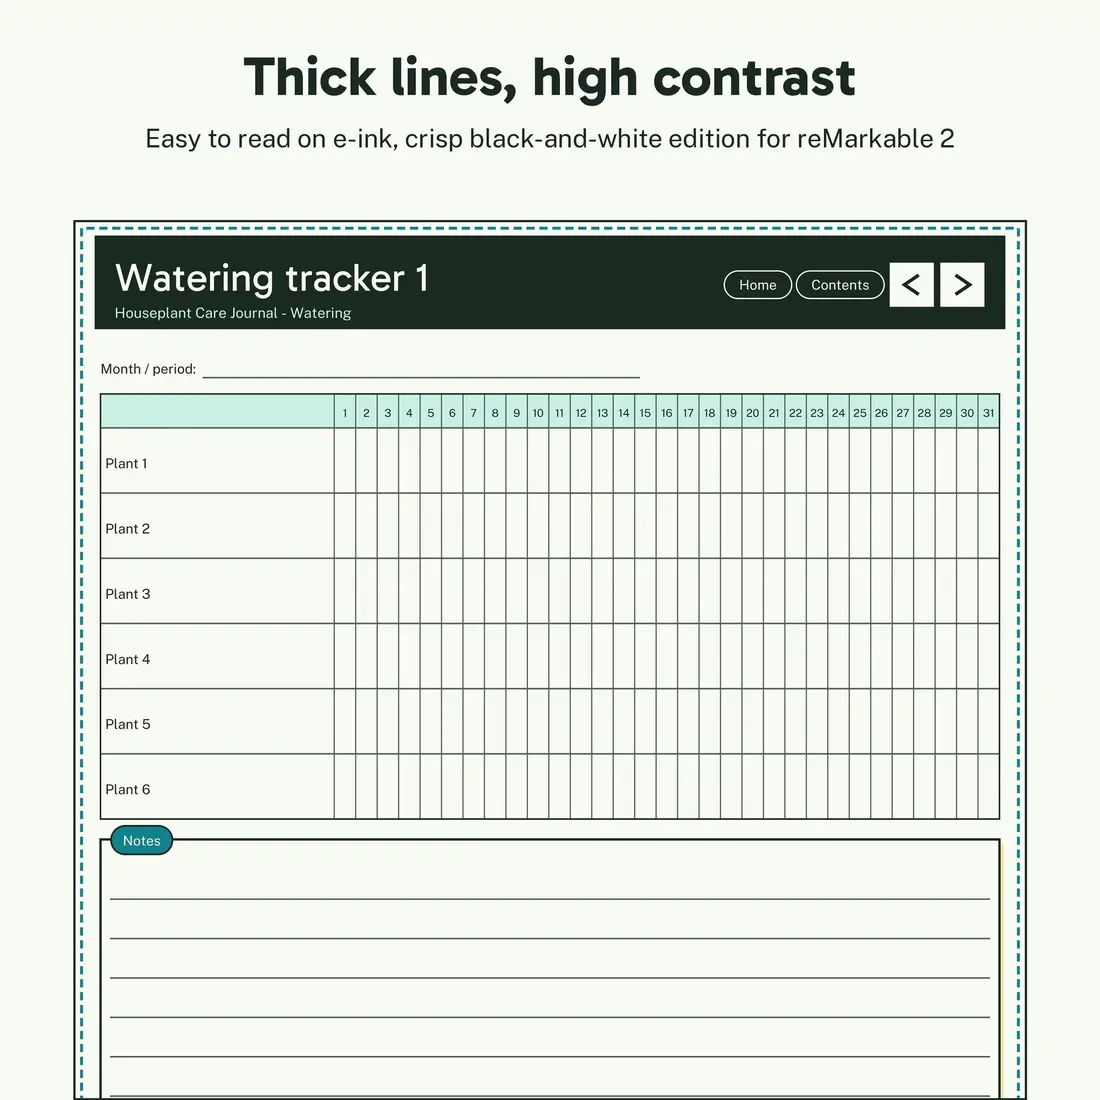 Thick lines, high contrast
Easy to read on e-ink, crisp black-and-white edition for reMarkable 2
Watering tracker 1
Houseplant Care Journal - Watering
Home
Contents
<
>
Month / period:
1 2 3 4 5 6 7 8 9 10 11 12 13 14 15 16 17 18 19 20 21 22 23 24 25 26 27 28 29 30 31
Plant 1
Plant 2
Plant 3
Plant 4
Plant 5
Plant 6
Notes